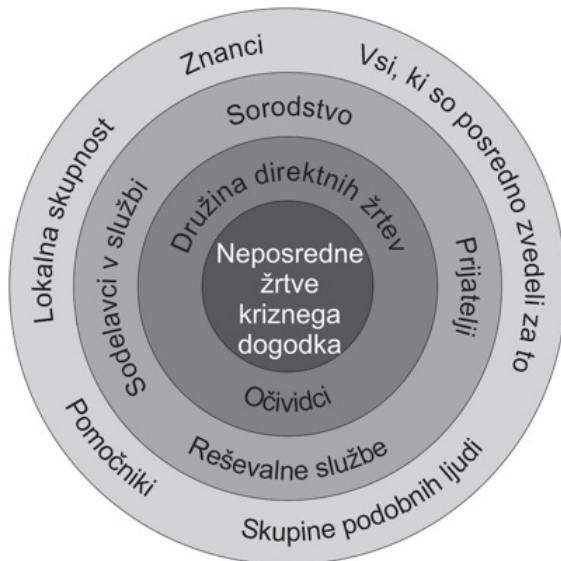 Znanci
Vsi, ki so posredno zvedeli za to
Lokalna skupnost
Sorodstvo
Sodelavci v službi
Družina direktnih žrtev
Prijatelji
Neposredne
žrtve
kriznega
dogodka
Očividci
Reševalne službe
Pomočniki
Skupine podobnih ljudi